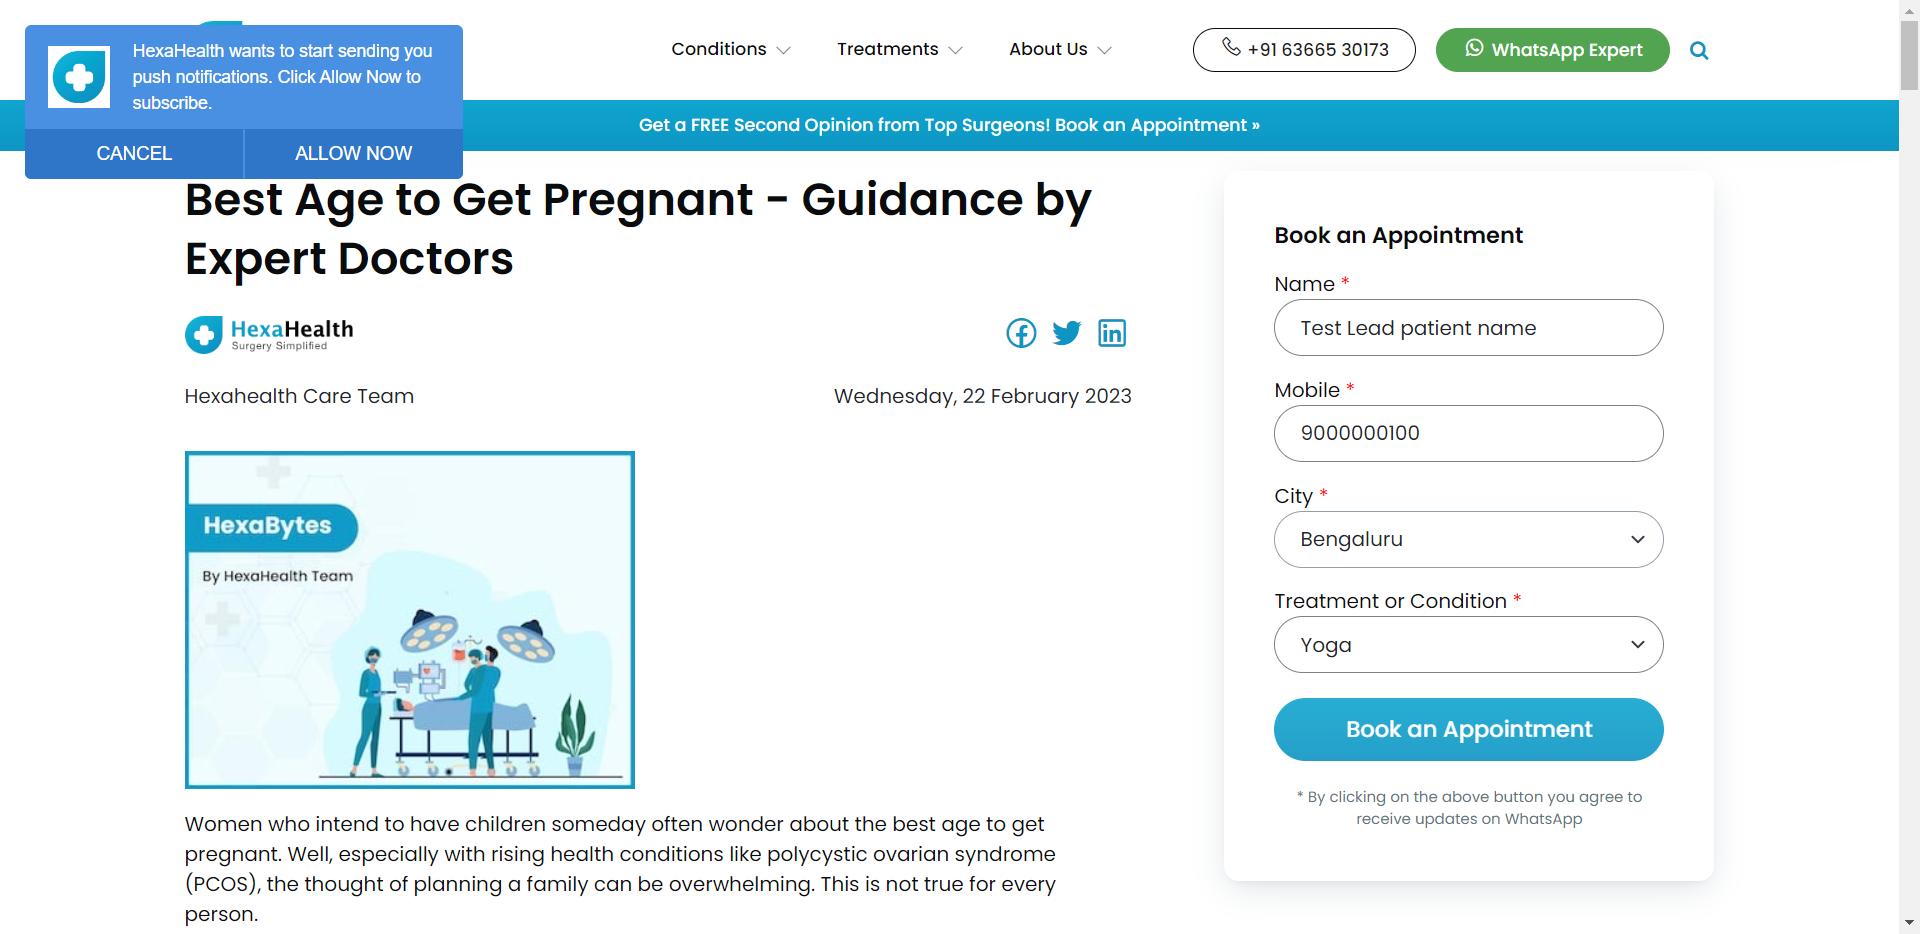 HexaHealth wants to start sending you
push notifications. Click Allow Now to
subscribe.
CANCEL
ALLOW NOW
Conditions
Treatments
About Us
+91 63665 30173
WhatsApp Expert
Get a FREE Second Opinion from Top Surgeons! Book an Appointment »
Best Age to Get Pregnant - Guidance by
Expert Doctors
HexaHealth
Surgery Simplified
Hexahealth Care Team
Wednesday, 22 February 2023
HexaBytes
By HexaHealth Team
Women who intend to have children someday often wonder about the best age to get
pregnant. Well, especially with rising health conditions like polycystic ovarian syndrome
(PCOS), the thought of planning a family can be overwhelming. This is not true for every
person.
Book an Appointment
Name *
Test Lead patient name
Mobile *
9000000100
City *
Bengaluru
Treatment or Condition *
Yoga
Book an Appointment
* By clicking on the above button you agree to
receive updates on WhatsApp